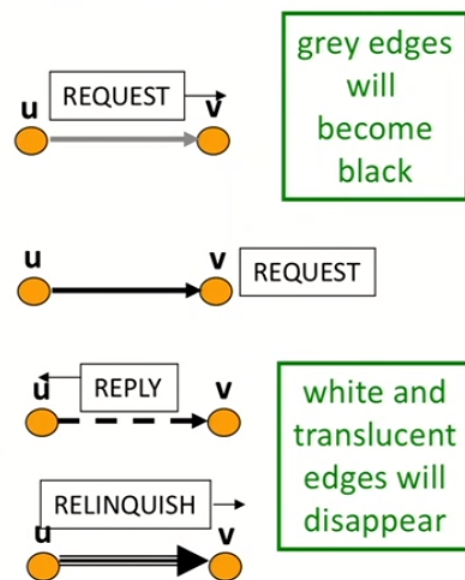 REQUEST
u v
grey edges
will
become
black
u v
REQUEST
REPLY
u v
white and
translucent
edges will
disappear
RELINQUISH
u v